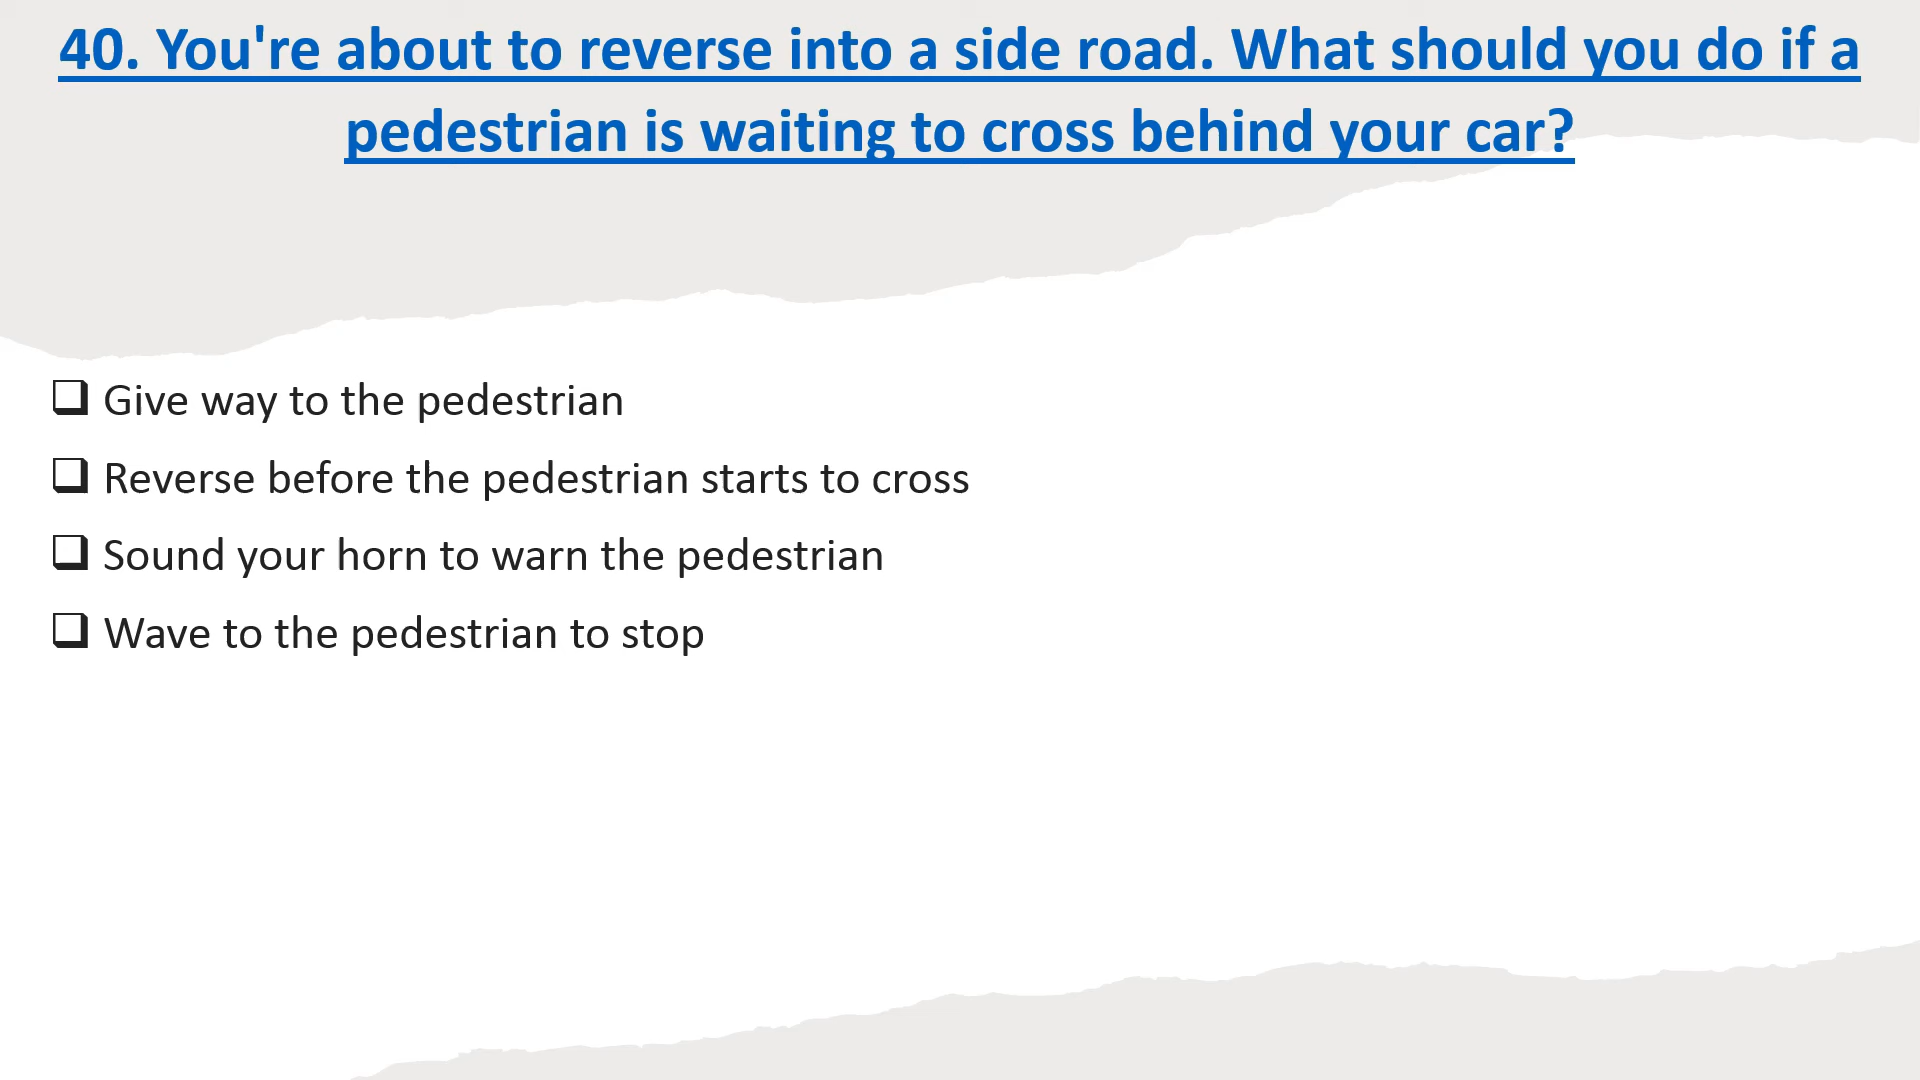 40. You're about to reverse into a side road. What should you do if a
pedestrian is waiting to cross behind your car?
Give way to the pedestrian
Reverse before the pedestrian starts to cross
Sound your horn to warn the pedestrian
Wave to the pedestrian to stop